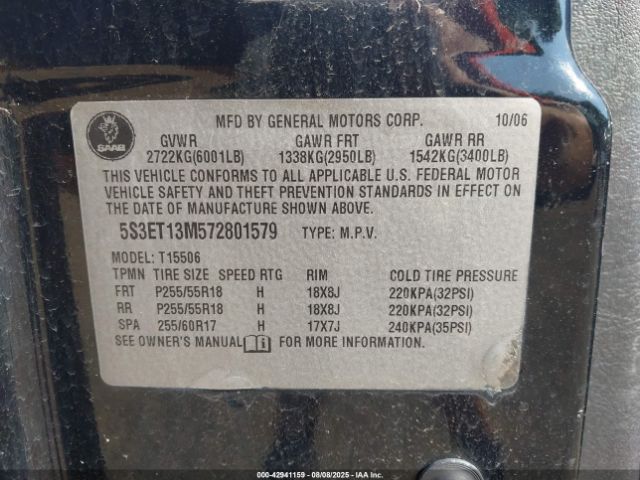 MFD BY GENERAL MOTORS CORP. 10/06
SAAB
GVWR GAWR FRT GAWR RR
2722KG(6001LB) 1338KG(2950LB) 1542KG(3400LB)
THIS VEHICLE CONFORMS TO ALL APPLICABLE U.S. FEDERAL MOTOR
VEHICLE SAFETY AND THEFT PREVENTION STANDARDS IN EFFECT ON
THE DATE OF MANUFACTURE SHOWN ABOVE.
5S3ET13M572801579 TYPE: M.P.V.
MODEL: T15506
TPMN TIRE SIZE SPEED RTG RIM COLD TIRE PRESSURE
FRT P255/55R18 H 18X8J 220KPA(32PSI)
RR P255/55R18 H 18X8J 220KPA(32PSI)
SPA 255/60R17 H 17X7J 240KPA(35PSI)
SEE OWNER'S MANUAL FOR MORE INFORMATION.
000-42941159 - 08/08/2025 - IAAI.COM